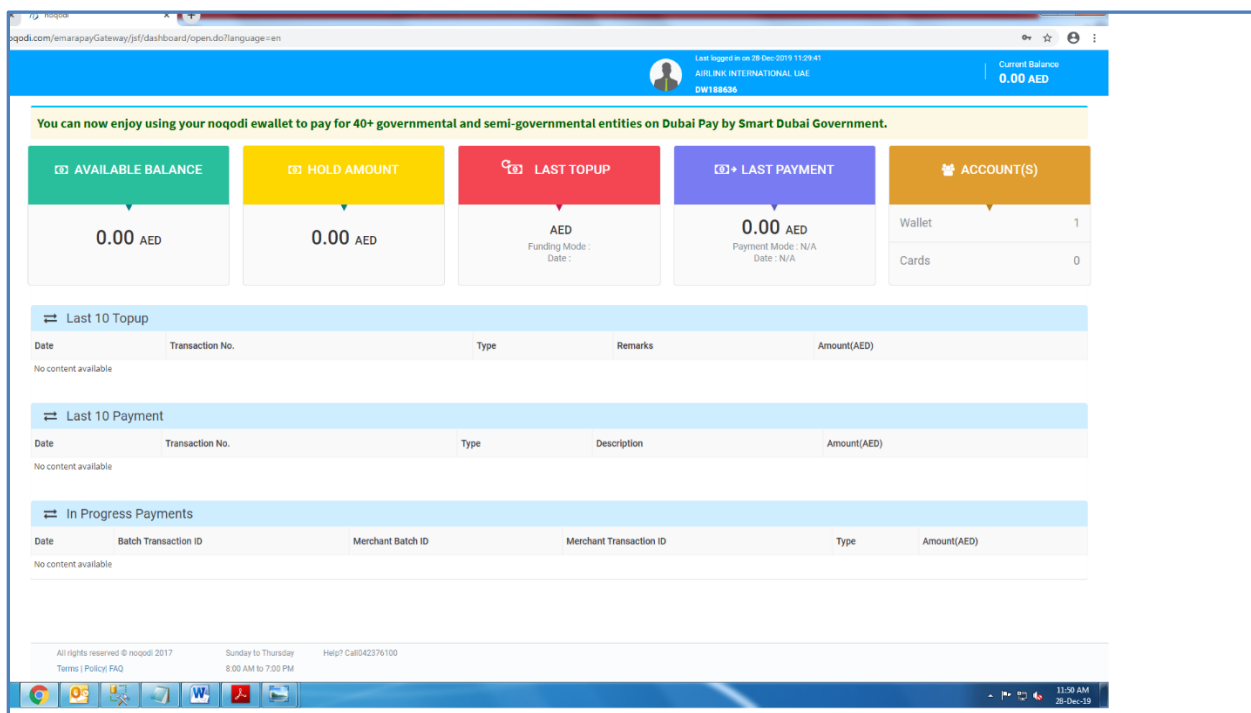 noqodi
oqodi.com/emarapayGateway/jsf/dashboard/open.do?language=en
Last logged in on 28-Dec-2019 11:29:41
AIRLINK INTERNATIONAL UAE
DW188636
Current Balance
0.00 AED
You can now enjoy using your noqodi ewallet to pay for 40+ governmental and semi-governmental entities on Dubai Pay by Smart Dubai Government.
AVAILABLE BALANCE
0.00 AED
HOLD AMOUNT
0.00 AED
LAST TOPUP
AED
Funding Mode :
Date :
LAST PAYMENT
0.00 AED
Payment Mode : N/A
Date : N/A
ACCOUNT(S)
Wallet 1
Cards 0
Last 10 Topup
Date Transaction No. Type Remarks Amount(AED)
No content available
Last 10 Payment
Date Transaction No. Type Description Amount(AED)
No content available
In Progress Payments
Date Batch Transaction ID Merchant Batch ID Merchant Transaction ID Type Amount(AED)
No content available
All rights reserved © noqodi 2017 Sunday to Thursday Help? Call042376100
Terms | Policy| FAQ 8:00 AM to 7:00 PM
11:50 AM
28-Dec-19